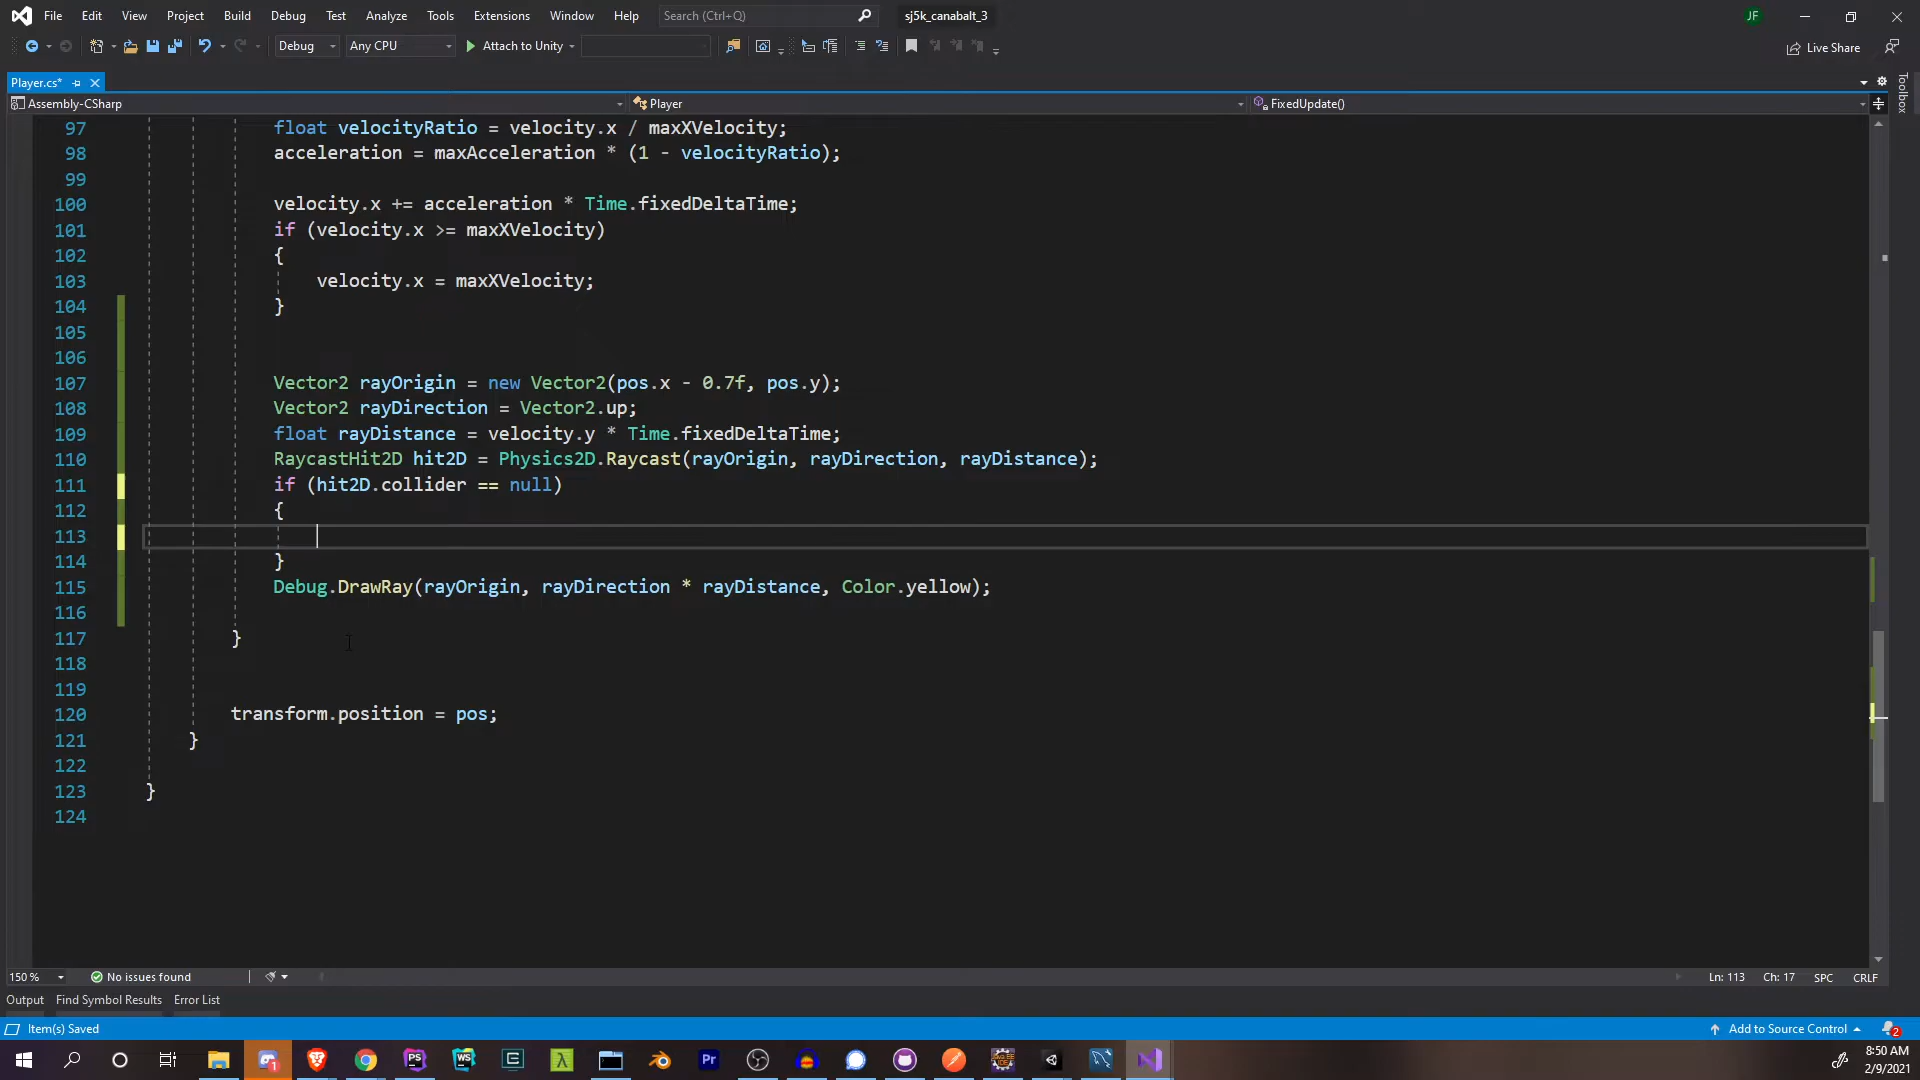 File Edit View Project Build Debug Test Analyze Tools Extensions Window Help Search (Ctrl+Q) sj5k_canabalt_3 JF
Debug Any CPU Attach to Unity Live Share
Player.cs*
Assembly-CSharp Player FixedUpdate()
Toolbox
97 float velocityRatio = velocity.x / maxXVelocity;
98 acceleration = maxAcceleration * (1 - velocityRatio);
99
100 velocity.x += acceleration * Time.fixedDeltaTime;
101 if (velocity.x >= maxXVelocity)
102 {
103 velocity.x = maxXVelocity;
104 }
105
106
107 Vector2 rayOrigin = new Vector2(pos.x - 0.7f, pos.y);
108 Vector2 rayDirection = Vector2.up;
109 float rayDistance = velocity.y * Time.fixedDeltaTime;
110 RaycastHit2D hit2D = Physics2D.Raycast(rayOrigin, rayDirection, rayDistance);
111 if (hit2D.collider == null)
112 {
113
114 }
115 Debug.DrawRay(rayOrigin, rayDirection * rayDistance, Color.yellow);
116
117 }
118
119
120 transform.position = pos;
121 }
122
123 }
124
150 % No issues found Ln: 113 Ch: 17 SPC CRLF
Output Find Symbol Results Error List
Item(s) Saved Add to Source Control 2
8:50 AM
2/9/2021